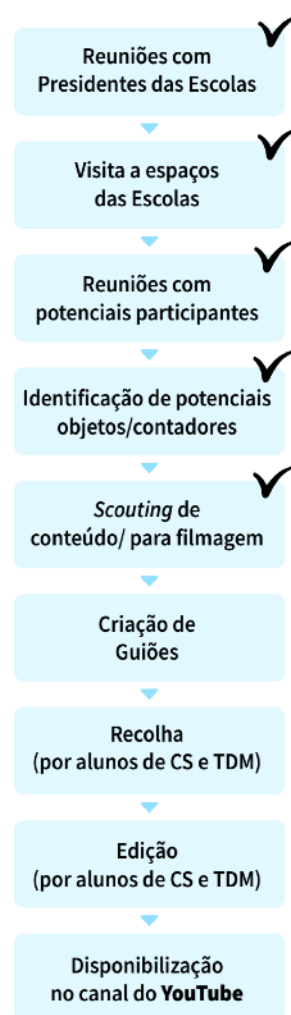 Reuniões com
Presidentes das Escolas
Visita a espaços
das Escolas
Reuniões com
potenciais participantes
Identificação de potenciais
objetos/contadores
Scouting de
conteúdo/ para filmagem
Criação de
Guiões
Recolha
(por alunos de CS e TDM)
Edição
(por alunos de CS e TDM)
Disponibilização
no canal do YouTube